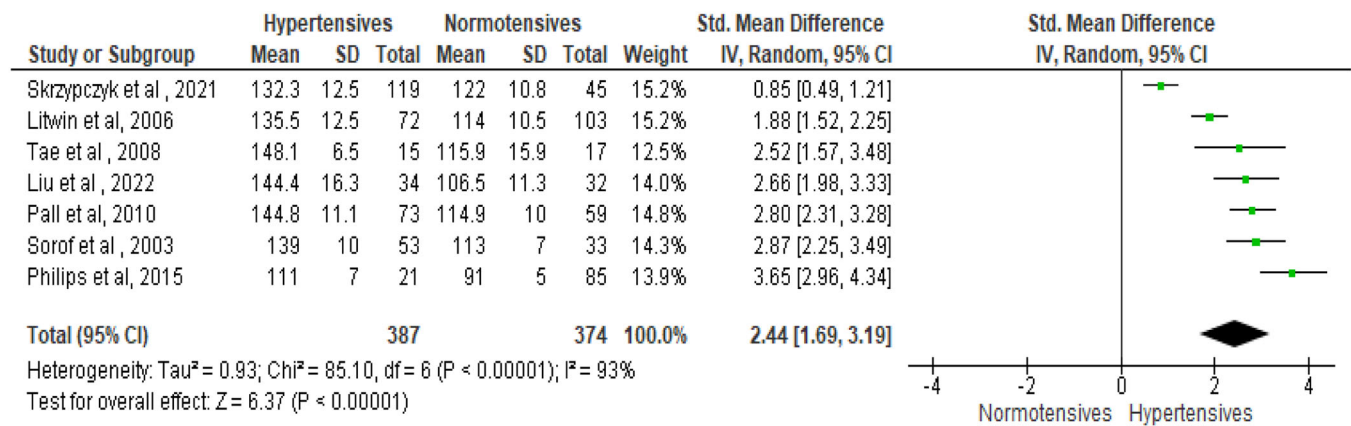 Hypertensives Normotensives Std. Mean Difference Std. Mean Difference
Study or Subgroup Mean SD Total Mean SD Total Weight IV, Random, 95% CI IV, Random, 95% CI
Skrzypczyk et al , 2021 132.3 12.5 119 122 10.8 45 15.2% 0.85 [0.49, 1.21]
Litwin et al, 2006 135.5 12.5 72 114 10.5 103 15.2% 1.88 [1.52, 2.25]
Tae et al , 2008 148.1 6.5 15 115.9 15.9 17 12.5% 2.52 [1.57, 3.48]
Liu et al , 2022 144.4 16.3 34 106.5 11.3 32 14.0% 2.66 [1.98, 3.33]
Pall et al, 2010 144.8 11.1 73 114.9 10 59 14.8% 2.80 [2.31, 3.28]
Sorof et al , 2003 139 10 53 113 7 33 14.3% 2.87 [2.25, 3.49]
Philips et al, 2015 111 7 21 91 5 85 13.9% 3.65 [2.96, 4.34]
Total (95% CI) 387 374 100.0% 2.44 [1.69, 3.19]
Heterogeneity: Tau² = 0.93; Chi² = 85.10, df = 6 (P < 0.00001); I² = 93%
Test for overall effect: Z = 6.37 (P < 0.00001)
-4 -2 0 2 4
Normotensives Hypertensives